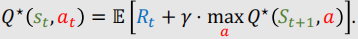 Q*(s_t, a_t) = 𝔼[R_t + γ · max_a Q*(S_{t+1}, a)].